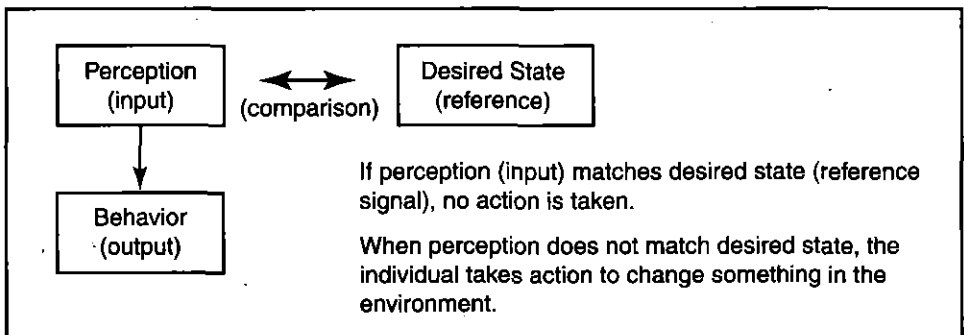 Perception
(input)
(comparison)
Desired State
(reference)
Behavior
(output)
If perception (input) matches desired state (reference
signal), no action is taken.
When perception does not match desired state, the
individual takes action to change something in the
environment.